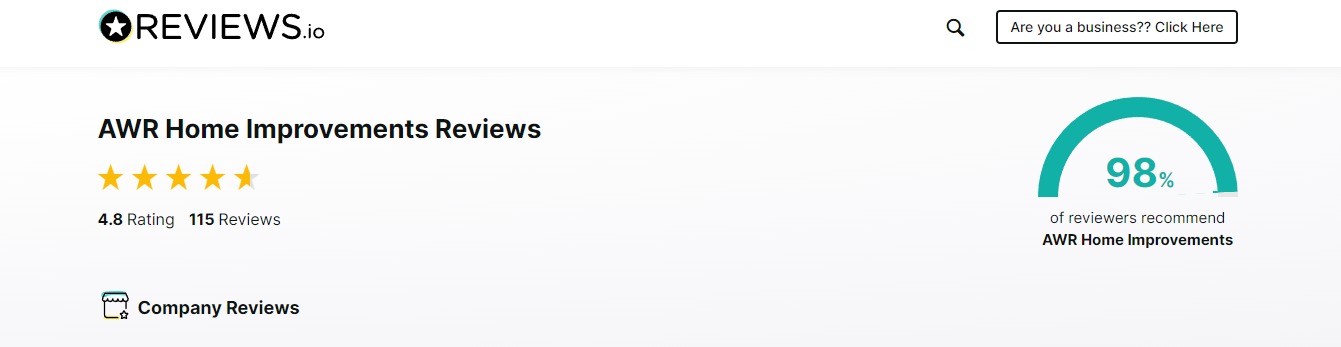 REVIEWS.io
Are you a business?? Click Here
AWR Home Improvements Reviews
4.8 Rating 115 Reviews
98%
of reviewers recommend
AWR Home Improvements
Company Reviews